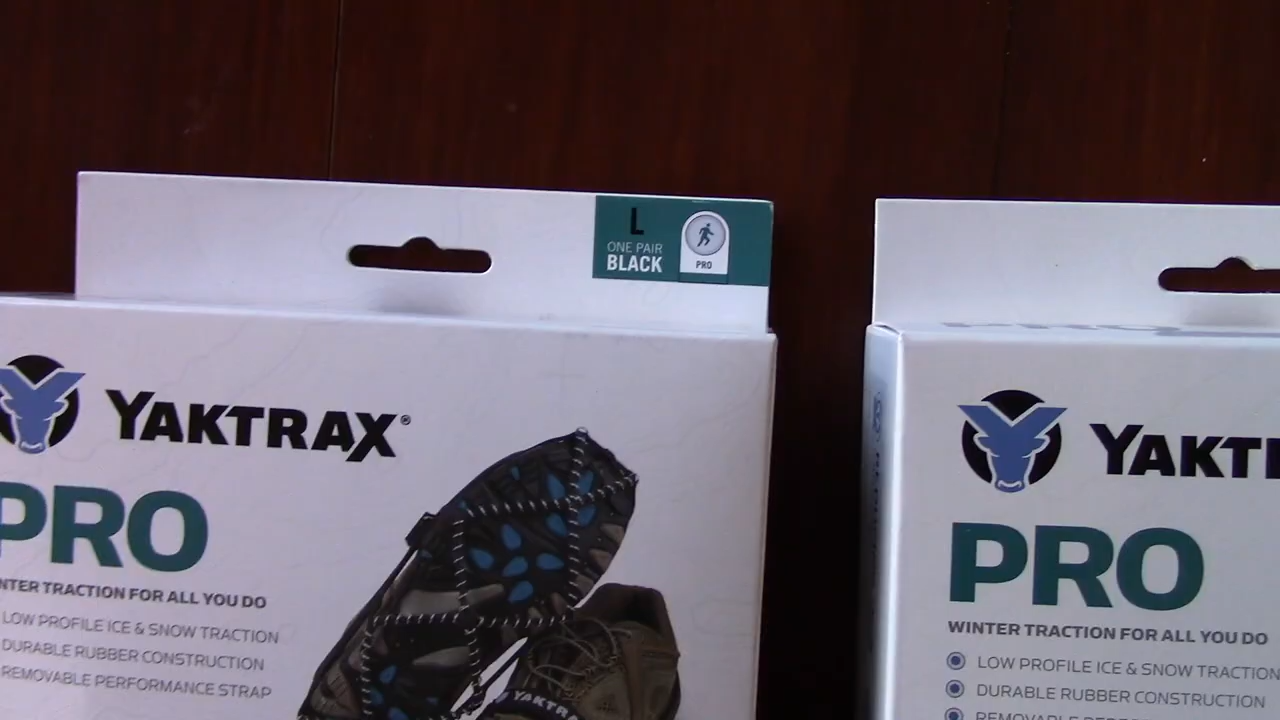 L
ONE PAIR
BLACK
PRO
YAKTRAX®
PRO
WINTER TRACTION FOR ALL YOU DO
LOW PROFILE ICE & SNOW TRACTION
DURABLE RUBBER CONSTRUCTION
REMOVABLE PERFORMANCE STRAP
YAKTRA
YAKT
PRO
WINTER TRACTION FOR ALL YOU DO
LOW PROFILE ICE & SNOW TRACTION
DURABLE RUBBER CONSTRUCTION